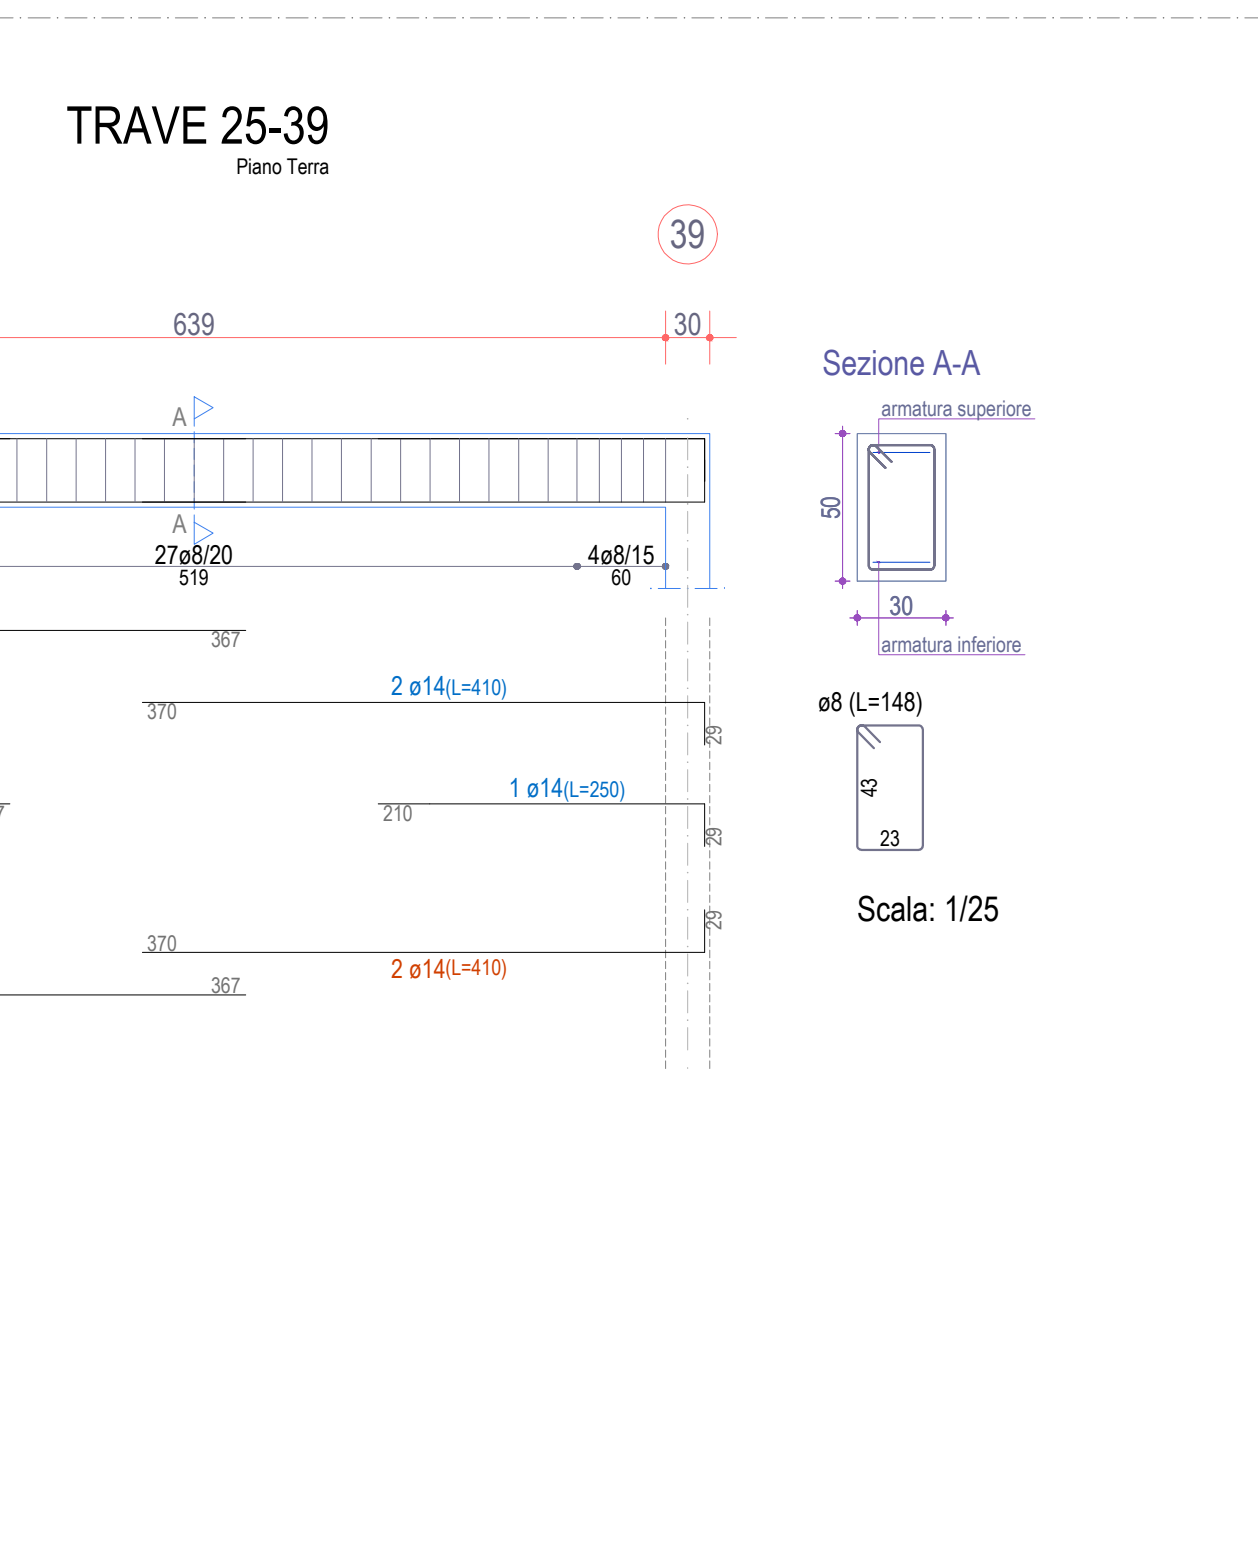 TRAVE 25-39
Piano Terra
39
639
30
Sezione A-A
armatura superiore
A
50
A
27ø8/20
519
4ø8/15
60
30
armatura inferiore
367
2 ø14(L=410)
370
29
ø8 (L=148)
43
23
1 ø14(L=250)
210
29
Scala: 1/25
29
370
2 ø14(L=410)
367